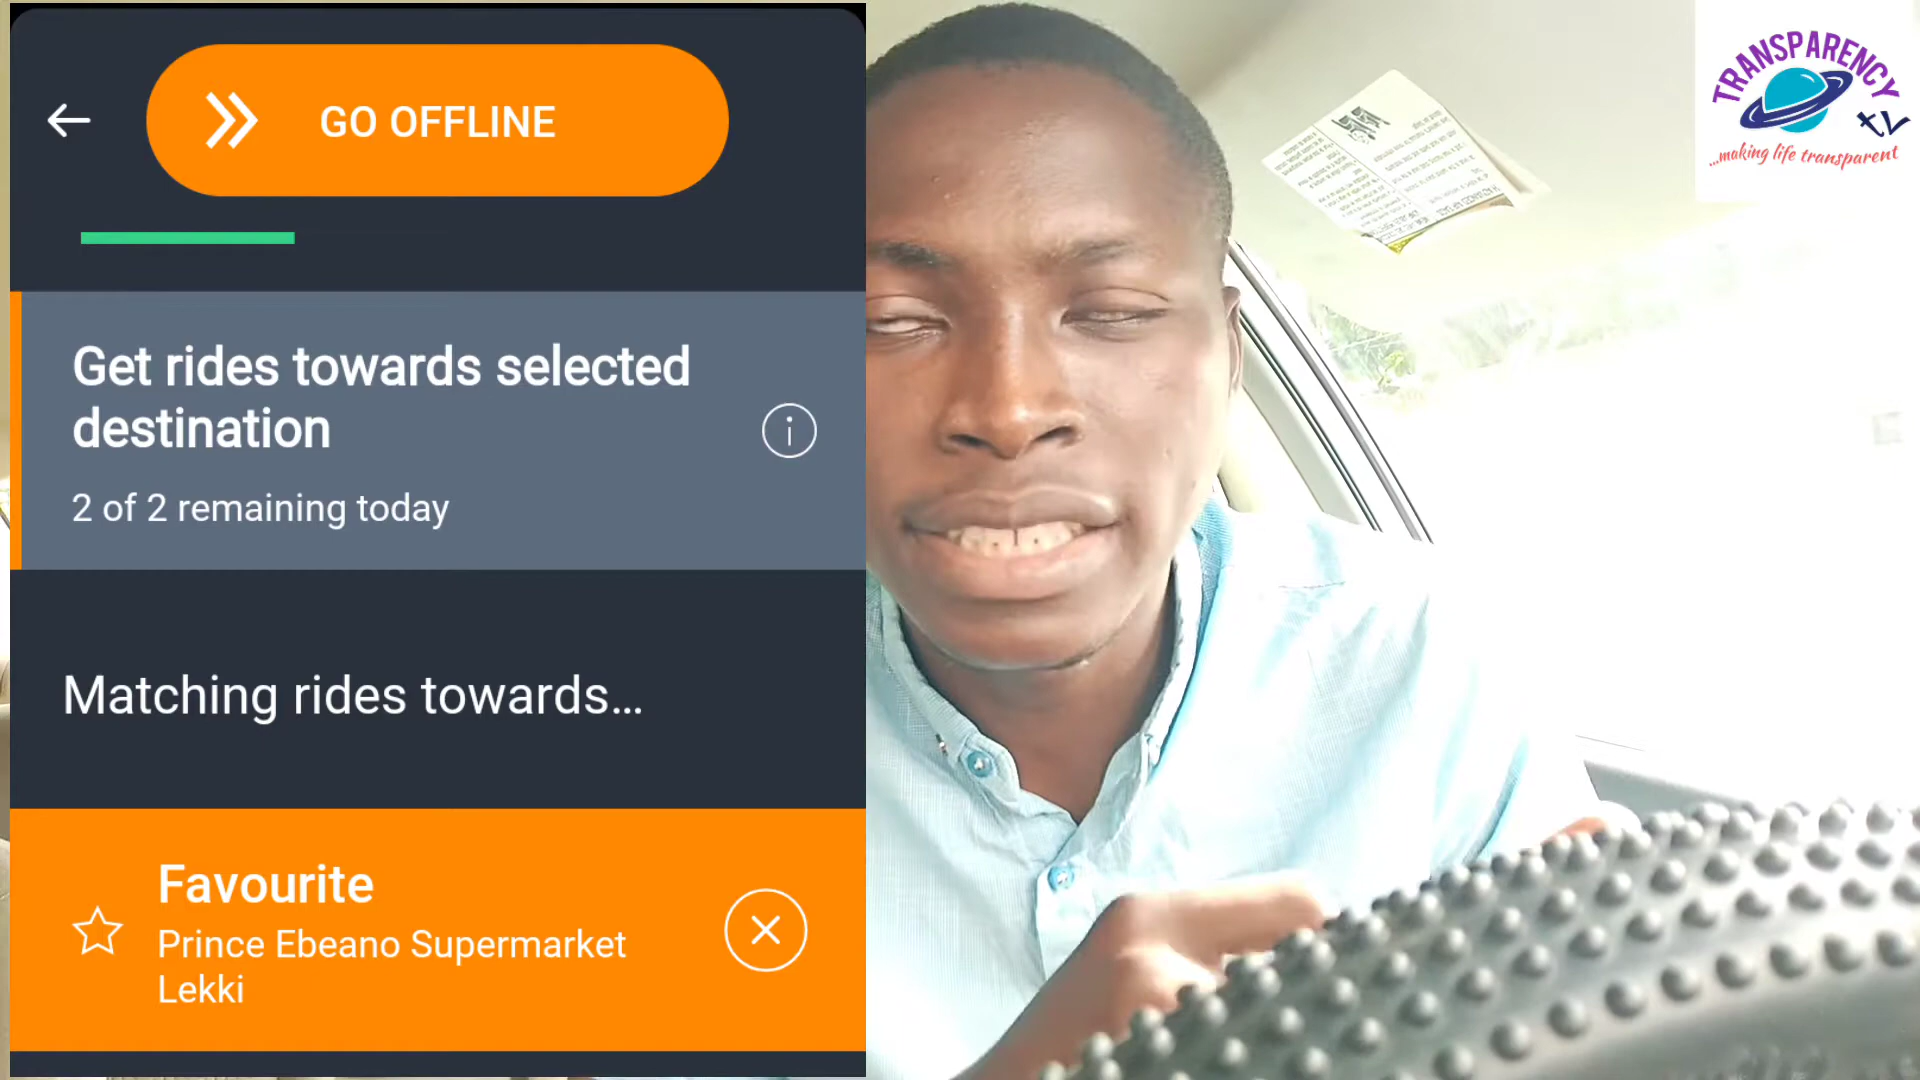 GO OFFLINE
Get rides towards selected
destination
2 of 2 remaining today
Matching rides towards...
Favourite
Prince Ebeano Supermarket
Lekki
TRANSPARENCY
tv
...making life transparent